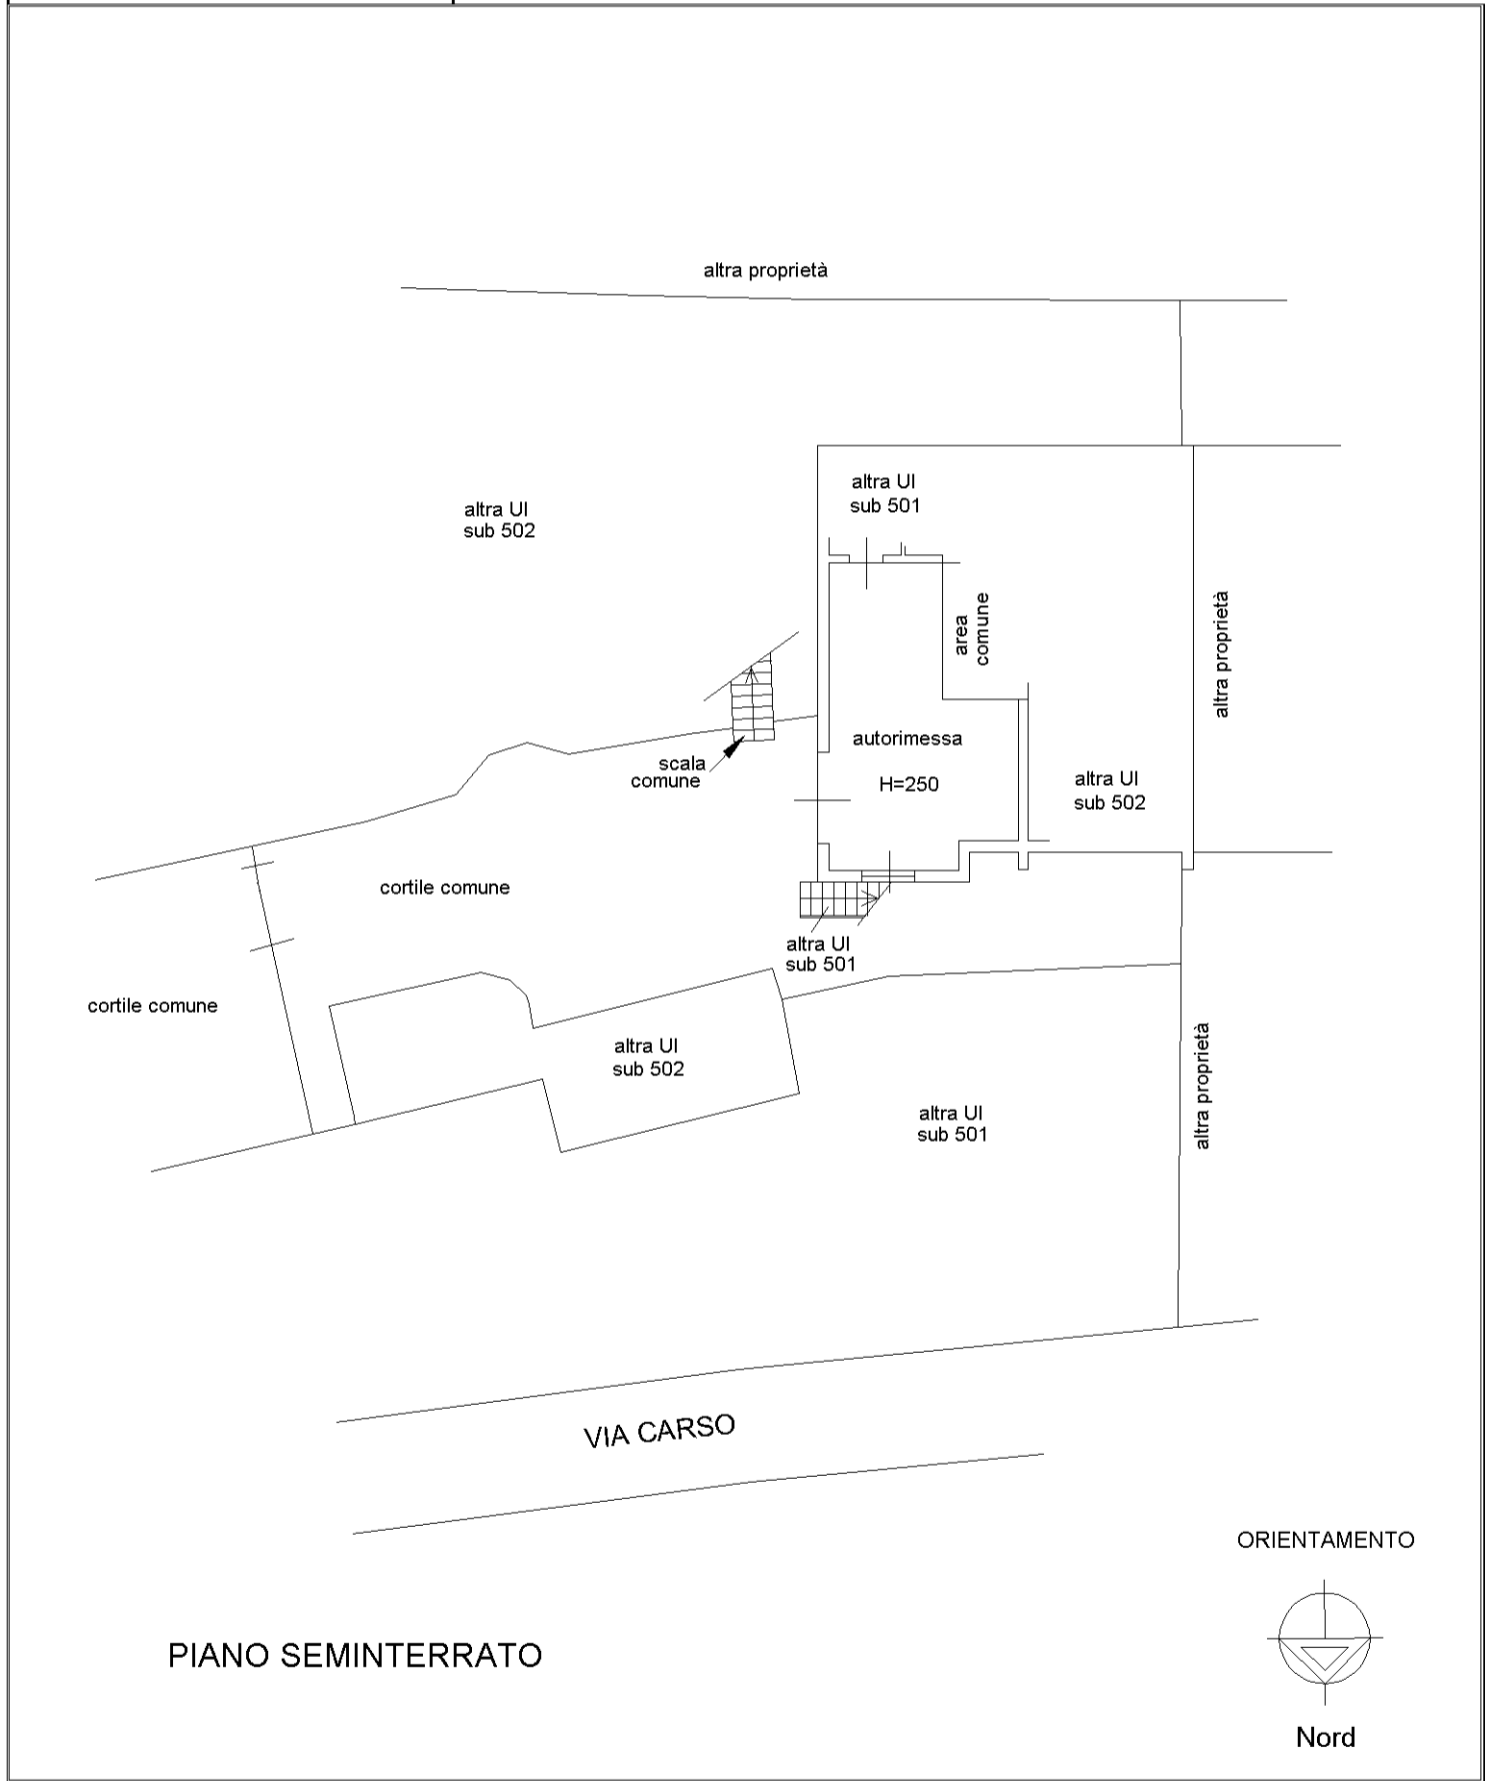 altra proprietà
altra UI
sub 501
altra UI
sub 502
area
comune
altra proprietà
autorimessa
H=250
scala
comune
altra UI
sub 502
cortile comune
altra UI
sub 501
cortile comune
altra UI
sub 502
altra UI
sub 501
altra proprietà
VIA CARSO
ORIENTAMENTO
PIANO SEMINTERRATO
Nord